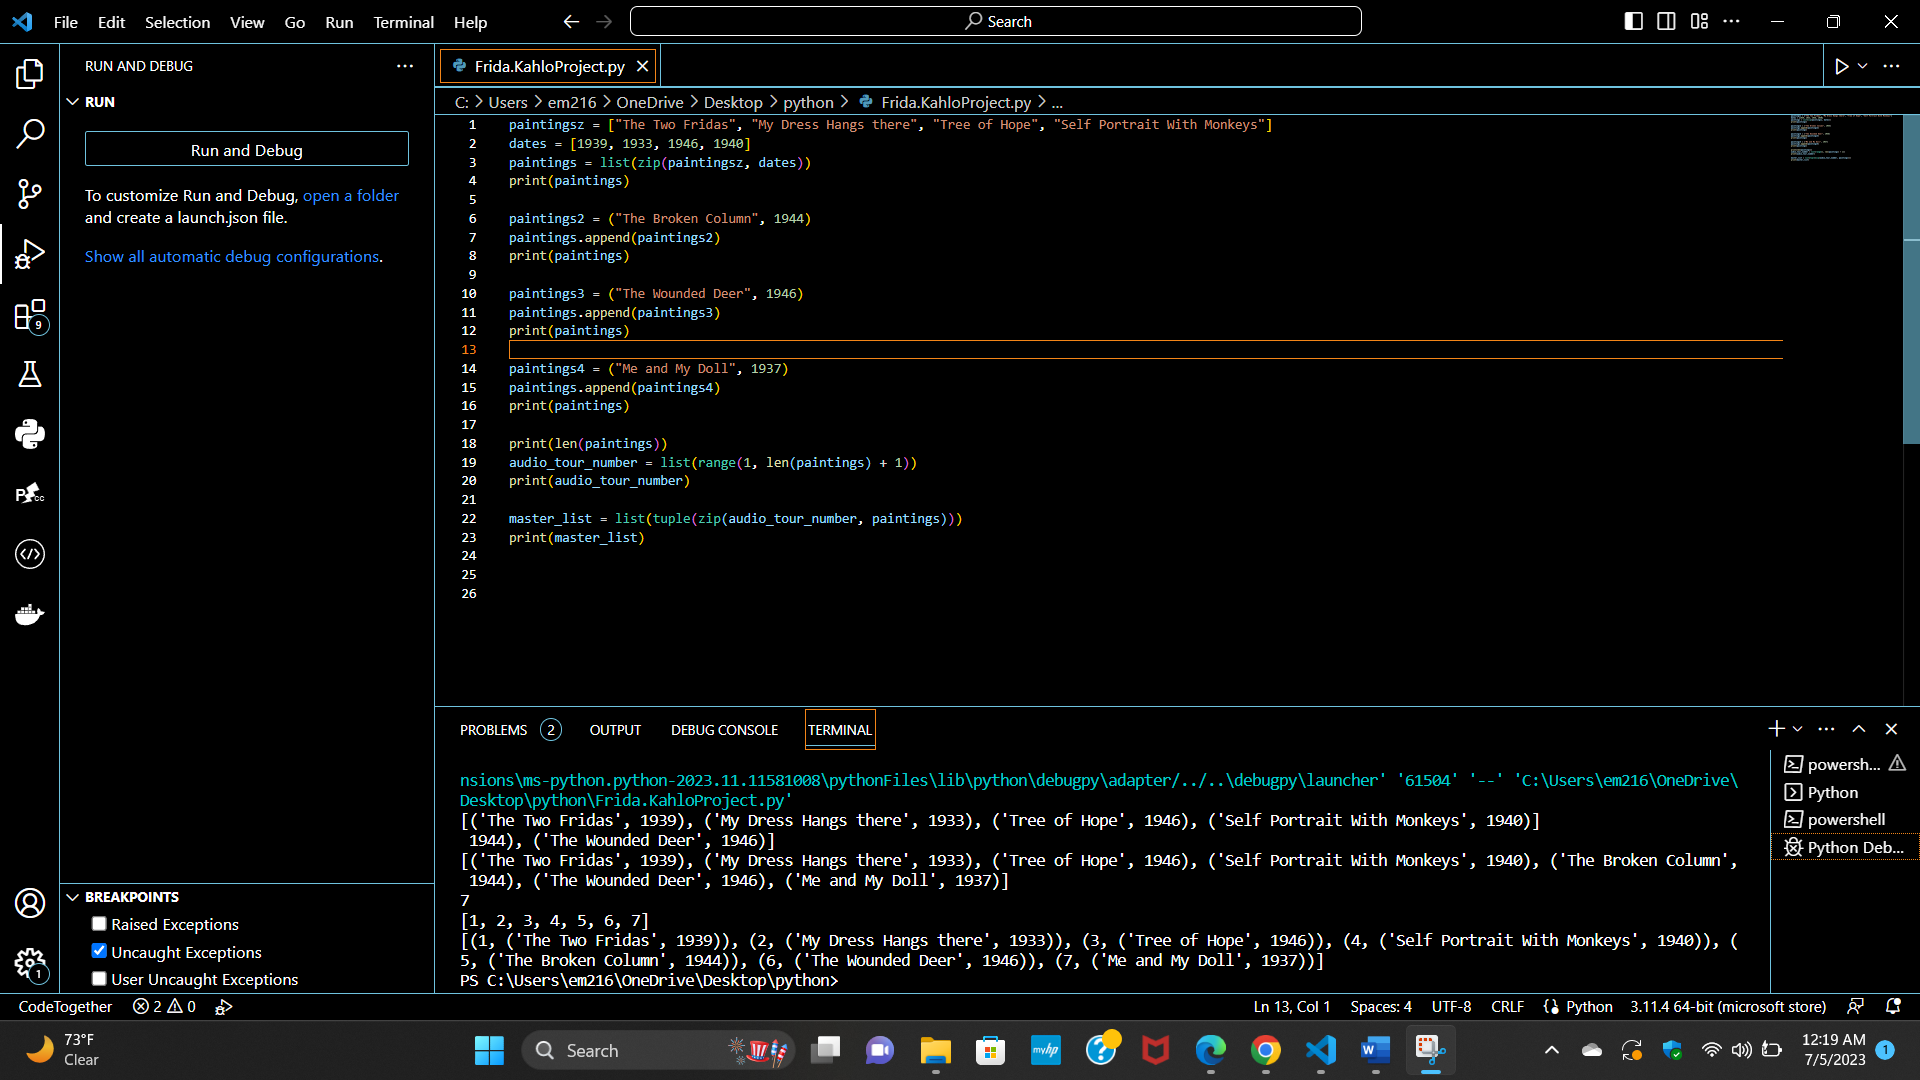 File Edit Selection View Go Run Terminal Help
Search
RUN AND DEBUG
RUN
Run and Debug
To customize Run and Debug, open a folder
and create a launch.json file.
Show all automatic debug configurations.
9
Frida.KahloProject.py
C: > Users > em216 > OneDrive > Desktop > python > Frida.KahloProject.py > ...
1 paintingsz = ["The Two Fridas", "My Dress Hangs there", "Tree of Hope", "Self Portrait With Monkeys"]
2 dates = [1939, 1933, 1946, 1940]
3 paintings = list(zip(paintingsz, dates))
4 print(paintings)
5
6 paintings2 = ("The Broken Column", 1944)
7 paintings.append(paintings2)
8 print(paintings)
9
10 paintings3 = ("The Wounded Deer", 1946)
11 paintings.append(paintings3)
12 print(paintings)
13
14 paintings4 = ("Me and My Doll", 1937)
15 paintings.append(paintings4)
16 print(paintings)
17
18 print(len(paintings))
19 audio_tour_number = list(range(1, len(paintings) + 1))
20 print(audio_tour_number)
21
22 master_list = list(tuple(zip(audio_tour_number, paintings)))
23 print(master_list)
24
25
26
PROBLEMS 2 OUTPUT DEBUG CONSOLE TERMINAL
nsions\ms-python.python-2023.11.11581008\pythonFiles\lib\python\debugpy\adapter/../..\debugpy\launcher' '61504' '--' 'C:\Users\em216\OneDrive\
Desktop\python\Frida.KahloProject.py'
[('The Two Fridas', 1939), ('My Dress Hangs there', 1933), ('Tree of Hope', 1946), ('Self Portrait With Monkeys', 1940)]
1944), ('The Wounded Deer', 1946)]
[('The Two Fridas', 1939), ('My Dress Hangs there', 1933), ('Tree of Hope', 1946), ('Self Portrait With Monkeys', 1940), ('The Broken Column',
1944), ('The Wounded Deer', 1946), ('Me and My Doll', 1937)]
7
[1, 2, 3, 4, 5, 6, 7]
[(1, ('The Two Fridas', 1939)), (2, ('My Dress Hangs there', 1933)), (3, ('Tree of Hope', 1946)), (4, ('Self Portrait With Monkeys', 1940)), (
5, ('The Broken Column', 1944)), (6, ('The Wounded Deer', 1946)), (7, ('Me and My Doll', 1937))]
PS C:\Users\em216\OneDrive\Desktop\python>
powersh...
Python
powershell
Python Deb...
BREAKPOINTS
Raised Exceptions
Uncaught Exceptions
User Uncaught Exceptions
1
CodeTogether 2 0
Ln 13, Col 1 Spaces: 4 UTF-8 CRLF Python 3.11.4 64-bit (microsoft store)
73°F
Clear
Search
myhp
12:19 AM
7/5/2023
1